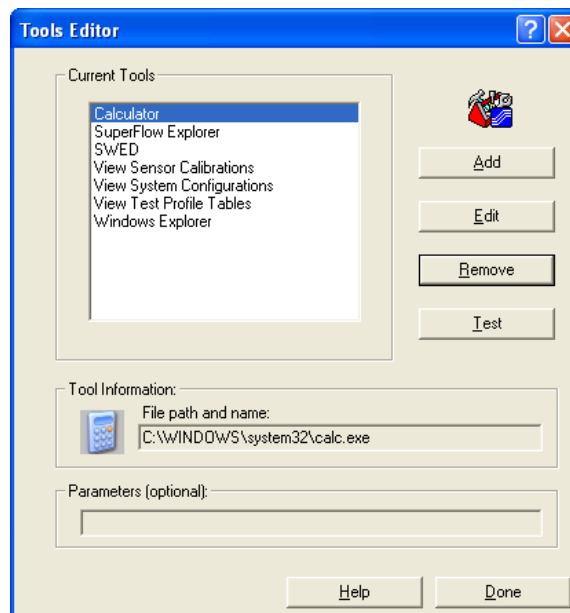 Tools Editor
Current Tools
Calculator
SuperFlow Explorer
SWED
View Sensor Calibrations
View System Configurations
View Test Profile Tables
Windows Explorer
Add
Edit
Remove
Test
Tool Information:
File path and name:
C:\WINDOWS\system32\calc.exe
Parameters (optional):
Help
Done